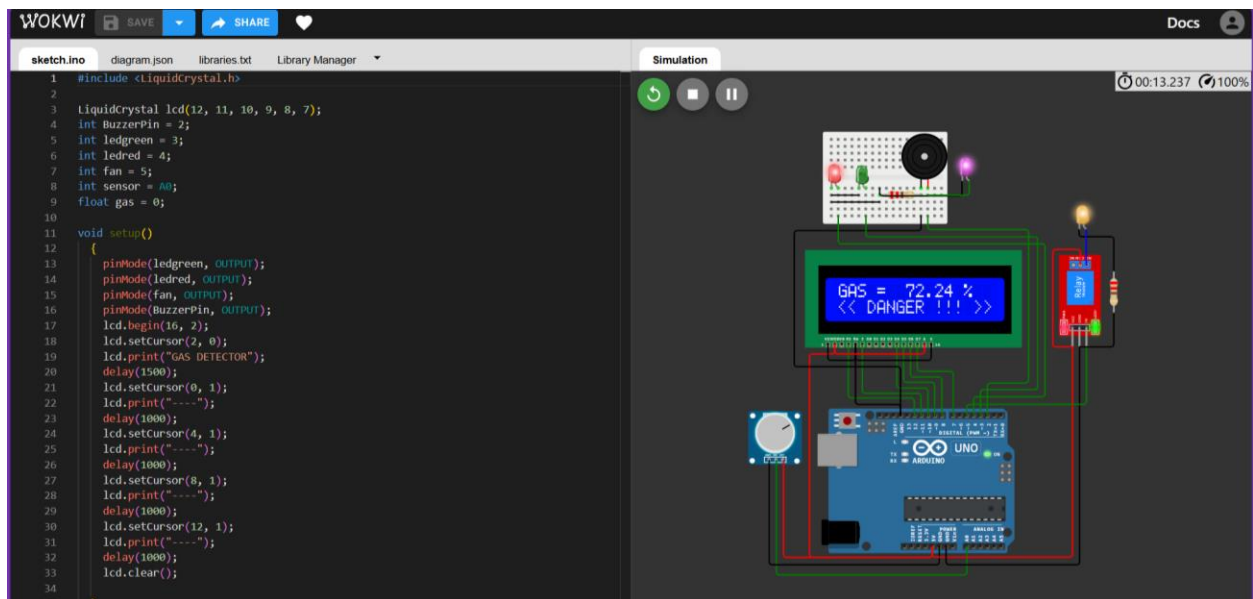 WOKWI SAVE SHARE Docs
sketch.ino diagram.json libraries.txt Library Manager
1 #include <LiquidCrystal.h>
2
3 LiquidCrystal lcd(12, 11, 10, 9, 8, 7);
4 int BuzzerPin = 2;
5 int ledgreen = 3;
6 int ledred = 4;
7 int fan = 5;
8 int sensor = A0;
9 float gas = 0;
10
11 void setup()
12 {
13 pinMode(ledgreen, OUTPUT);
14 pinMode(ledred, OUTPUT);
15 pinMode(fan, OUTPUT);
16 pinMode(BuzzerPin, OUTPUT);
17 lcd.begin(16, 2);
18 lcd.setCursor(2, 0);
19 lcd.print("GAS DETECTOR");
20 delay(1500);
21 lcd.setCursor(0, 1);
22 lcd.print("----");
23 delay(1000);
24 lcd.setCursor(4, 1);
25 lcd.print("----");
26 delay(1000);
27 lcd.setCursor(8, 1);
28 lcd.print("----");
29 delay(1000);
30 lcd.setCursor(12, 1);
31 lcd.print("----");
32 delay(1000);
33 lcd.clear();
34
Simulation
00:13.237 100%
GAS = 72.24 %
<< DANGER !!! >>
Relay
DIGITAL (PWM ~)
UNO
ON
ARDUINO
POWER
ANALOG IN